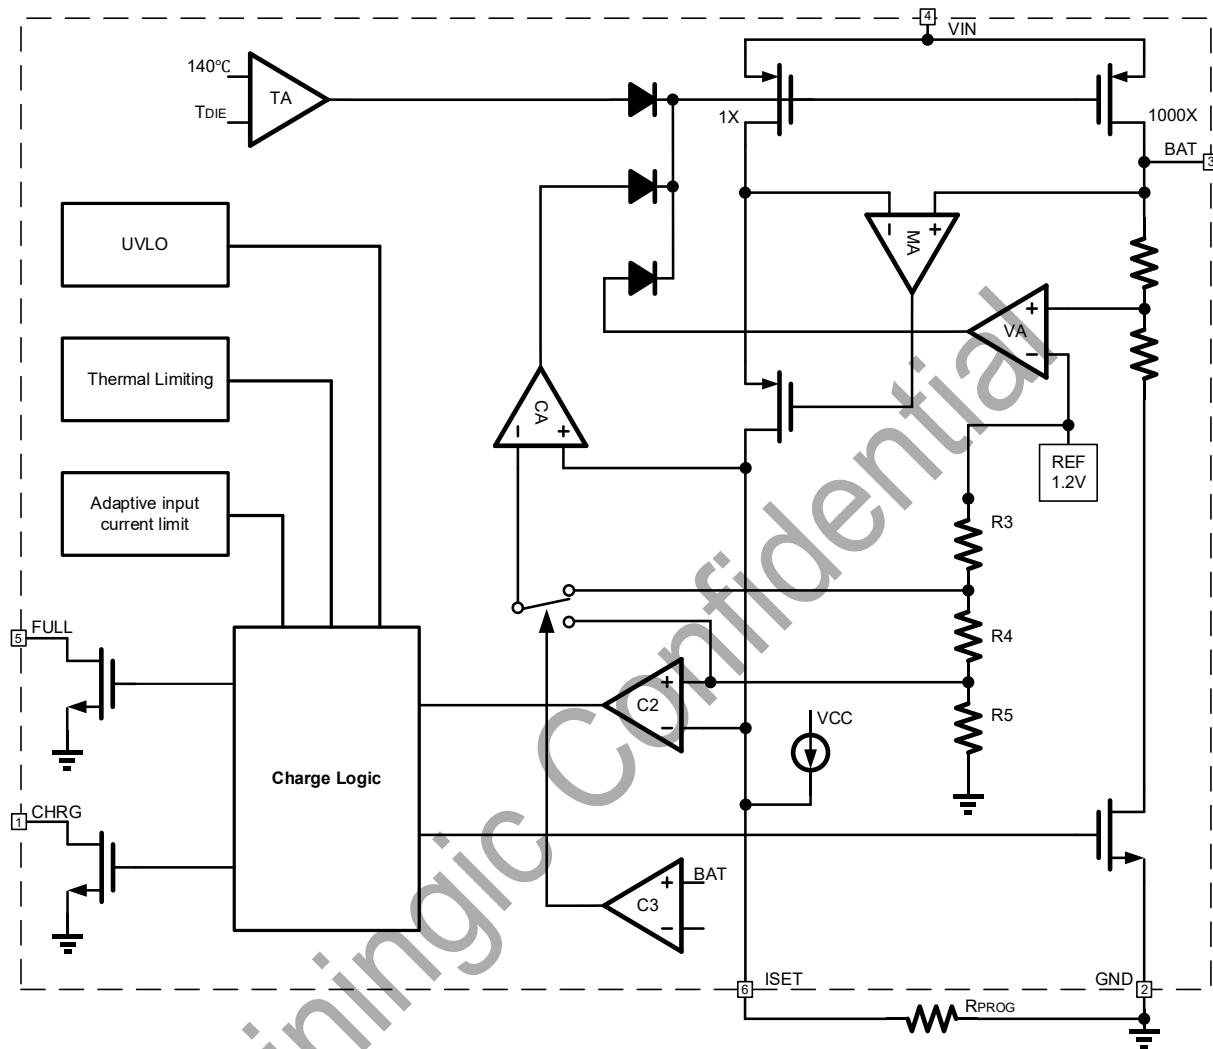 4
VIN
140℃
TA
TDIE
1X
1000X
BAT
3
UVLO
MA
- +
+
VA
-
Thermal Limiting
CA
- +
REF
1.2V
Adaptive input
current limit
R3
R4
5
FULL
+
C2
-
R5
VCC
Charge Logic
1
CHRG
+
BAT
C3
-
6
ISET
GND
2
RPROG
iningic Confidential